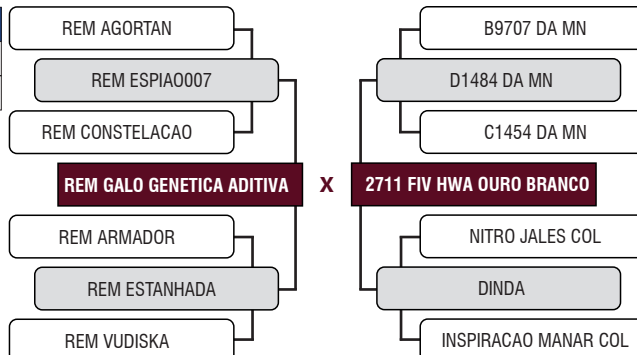 REM AGORTAN
REM ESPIAO007
REM CONSTELACAO
REM GALO GENETICA ADITIVA
REM ARMADOR
REM ESTANHADA
REM VUDISKA
X
B9707 DA MN
D1484 DA MN
C1454 DA MN
2711 FIV HWA OURO BRANCO
NITRO JALES COL
DINDA
INSPIRACAO MANAR COL